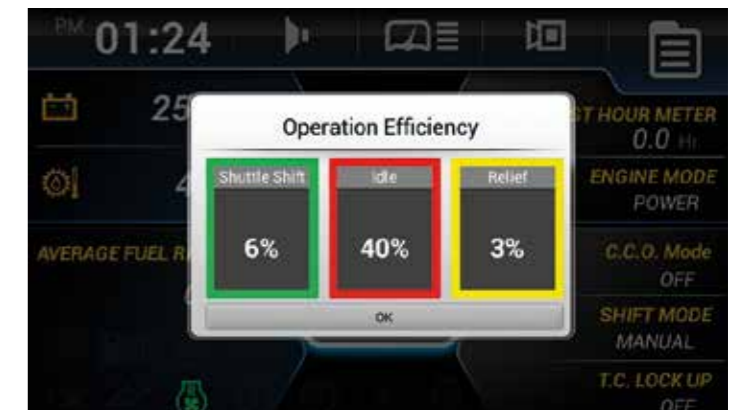 PM 01:24
Operation Efficiency
Shuttle Shift
Idle
Relief
6%
40%
3%
OK
25
4
AVERAGE FUEL R
T HOUR METER
0.0 Hr
ENGINE MODE
POWER
C.C.O. Mode
OFF
SHIFT MODE
MANUAL
T.C. LOCK UP
OFF